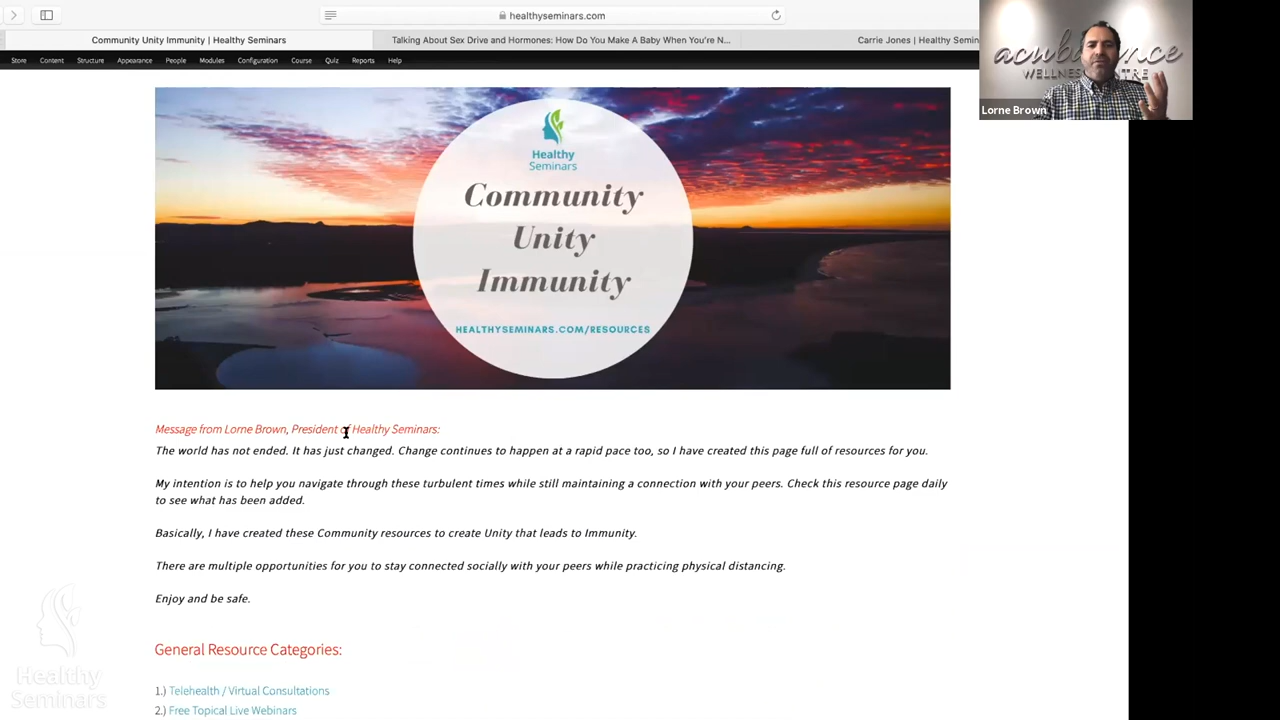 healthyseminars.com
Community Unity Immunity | Healthy Seminars
Talking About Sex Drive and Hormones: How Do You Make A Baby When You're N...
Carrie Jones | Healthy Semin
Store Content Structure Appearance People Modules Configuration Course Quiz Reports Help
WELLNESS
Lorne Brown
Healthy
Seminars
Community
Unity
Immunity
HEALTHYSEMINARS.COM/RESOURCES
Message from Lorne Brown, President of Healthy Seminars:
The world has not ended. It has just changed. Change continues to happen at a rapid pace too, so I have created this page full of resources for you.
My intention is to help you navigate through these turbulent times while still maintaining a connection with your peers. Check this resource page daily
to see what has been added.
Basically, I have created these Community resources to create Unity that leads to Immunity.
There are multiple opportunities for you to stay connected socially with your peers while practicing physical distancing.
Enjoy and be safe.
General Resource Categories:
1.) Telehealth / Virtual Consultations
2.) Free Topical Live Webinars
Healthy
Seminars